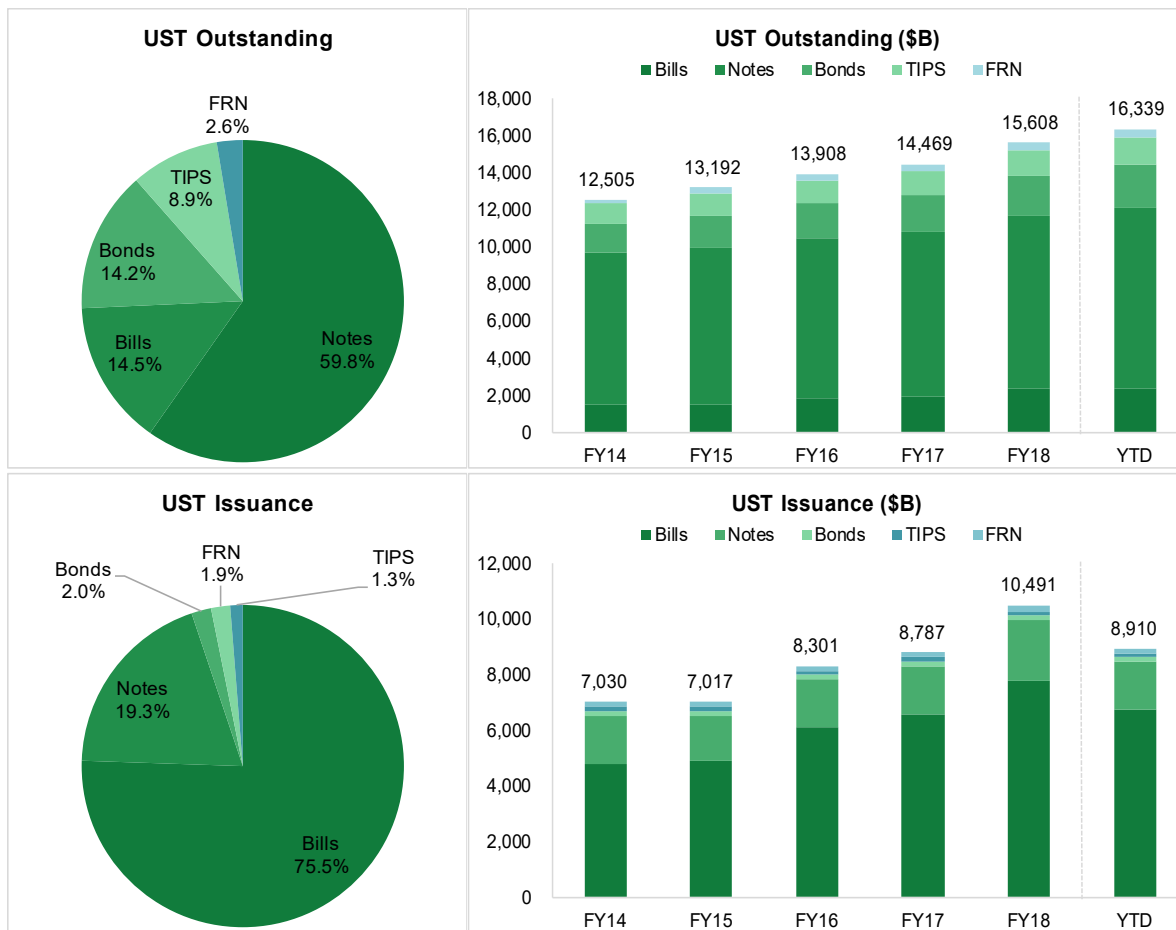 UST Outstanding
FRN
2.6%
TIPS
8.9%
Bonds
14.2%
Bills
14.5%
Notes
59.8%
UST Outstanding ($B)
Bills Notes Bonds TIPS FRN
18,000
16,000
14,000
12,000
10,000
8,000
6,000
4,000
2,000
0
12,505
13,192
13,908
14,469
15,608
16,339
FY14 FY15 FY16 FY17 FY18 YTD
UST Issuance
FRN
1.9%
TIPS
1.3%
Bonds
2.0%
Notes
19.3%
Bills
75.5%
UST Issuance ($B)
Bills Notes Bonds TIPS FRN
12,000
10,000
8,000
6,000
4,000
2,000
0
7,030
7,017
8,301
8,787
10,491
8,910
FY14 FY15 FY16 FY17 FY18 YTD